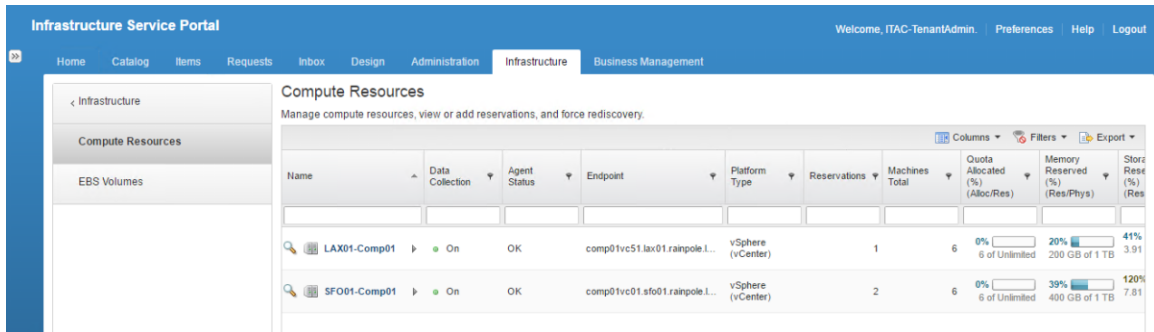 Infrastructure Service Portal
Welcome, ITAC-TenantAdmin. Preferences Help Logout
Home Catalog Items Requests Inbox Design Administration Infrastructure Business Management
Infrastructure
Compute Resources
EBS Volumes
Compute Resources
Manage compute resources, view or add reservations, and force rediscovery.
Columns Filters Export
Name
Data
Collection
Agent
Status
Endpoint
Platform
Type
Reservations
Machines
Total
Quota
Allocated
(%)
(Alloc/Res)
Memory
Reserved
(%)
(Res/Phys)
Stora
Rese
(%)
(Res
LAX01-Comp01 On OK comp01vc51.lax01.rainpole.l... vSphere
(vCenter) 1 6 0% 20% 41%
6 of Unlimited 200 GB of 1 TB 3.91
SFO01-Comp01 On OK comp01vc01.sfo01.rainpole.l... vSphere
(vCenter) 2 6 0% 39% 120%
6 of Unlimited 400 GB of 1 TB 7.81